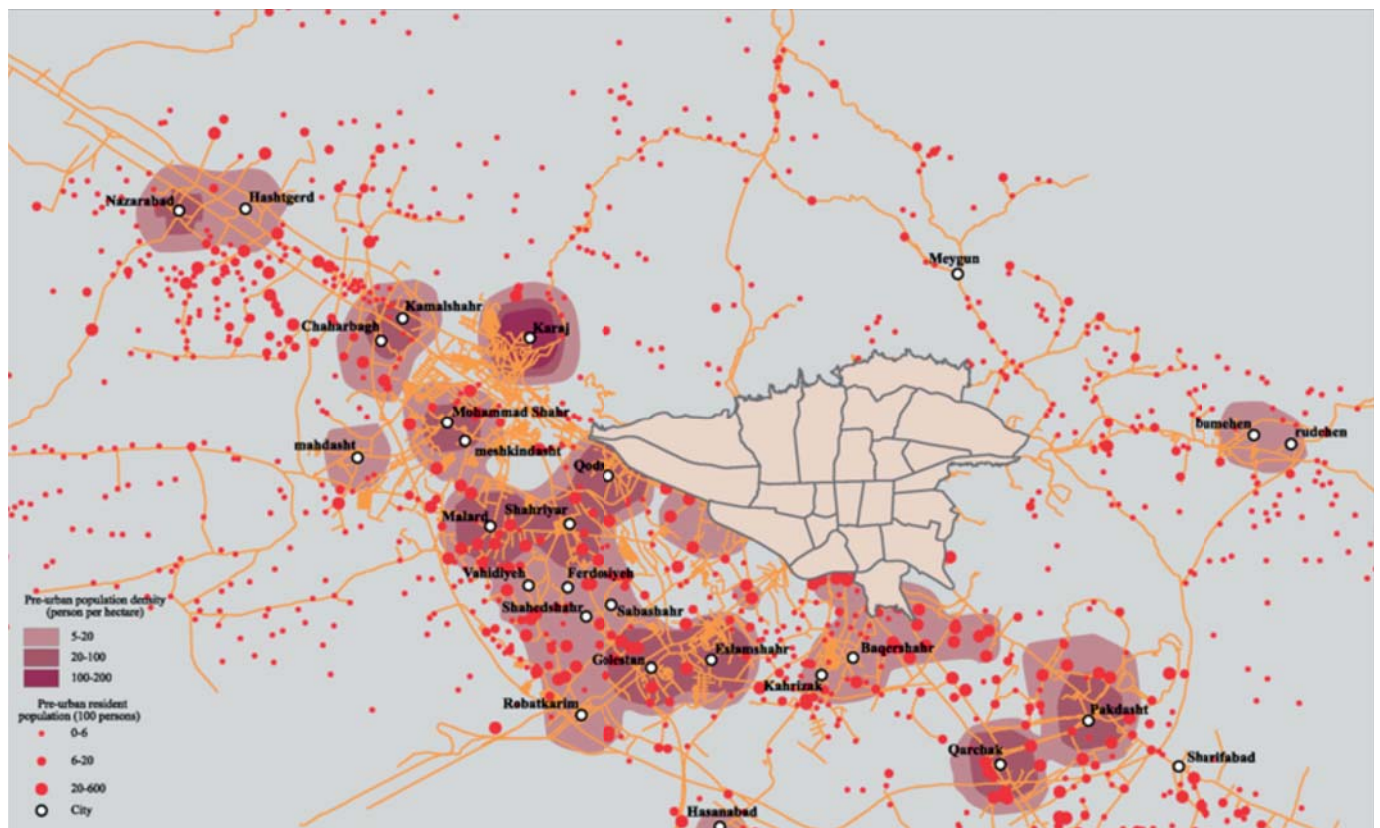 Nazarabad
Hashtgerd
Meygun
Kamalshahr
Chaharbagh
Karaj
Mohammad Shahr
mahdasht
meshkindasht
bumehen
rudehen
Qods
Malard
Shahriyar
Vahidiyeh
Ferdosiyeh
Shahedshahr
Sabashahr
Golestan
Eslamshahr
Baqershahr
Kahrizak
Robatkarim
Pakdasht
Qarchak
Sharifabad
Hasanabad
Pre-urban population density
(person per hectare)
5-20
20-100
100-200
Pre-urban resident
population (100 persons)
0-6
6-20
20-600
City